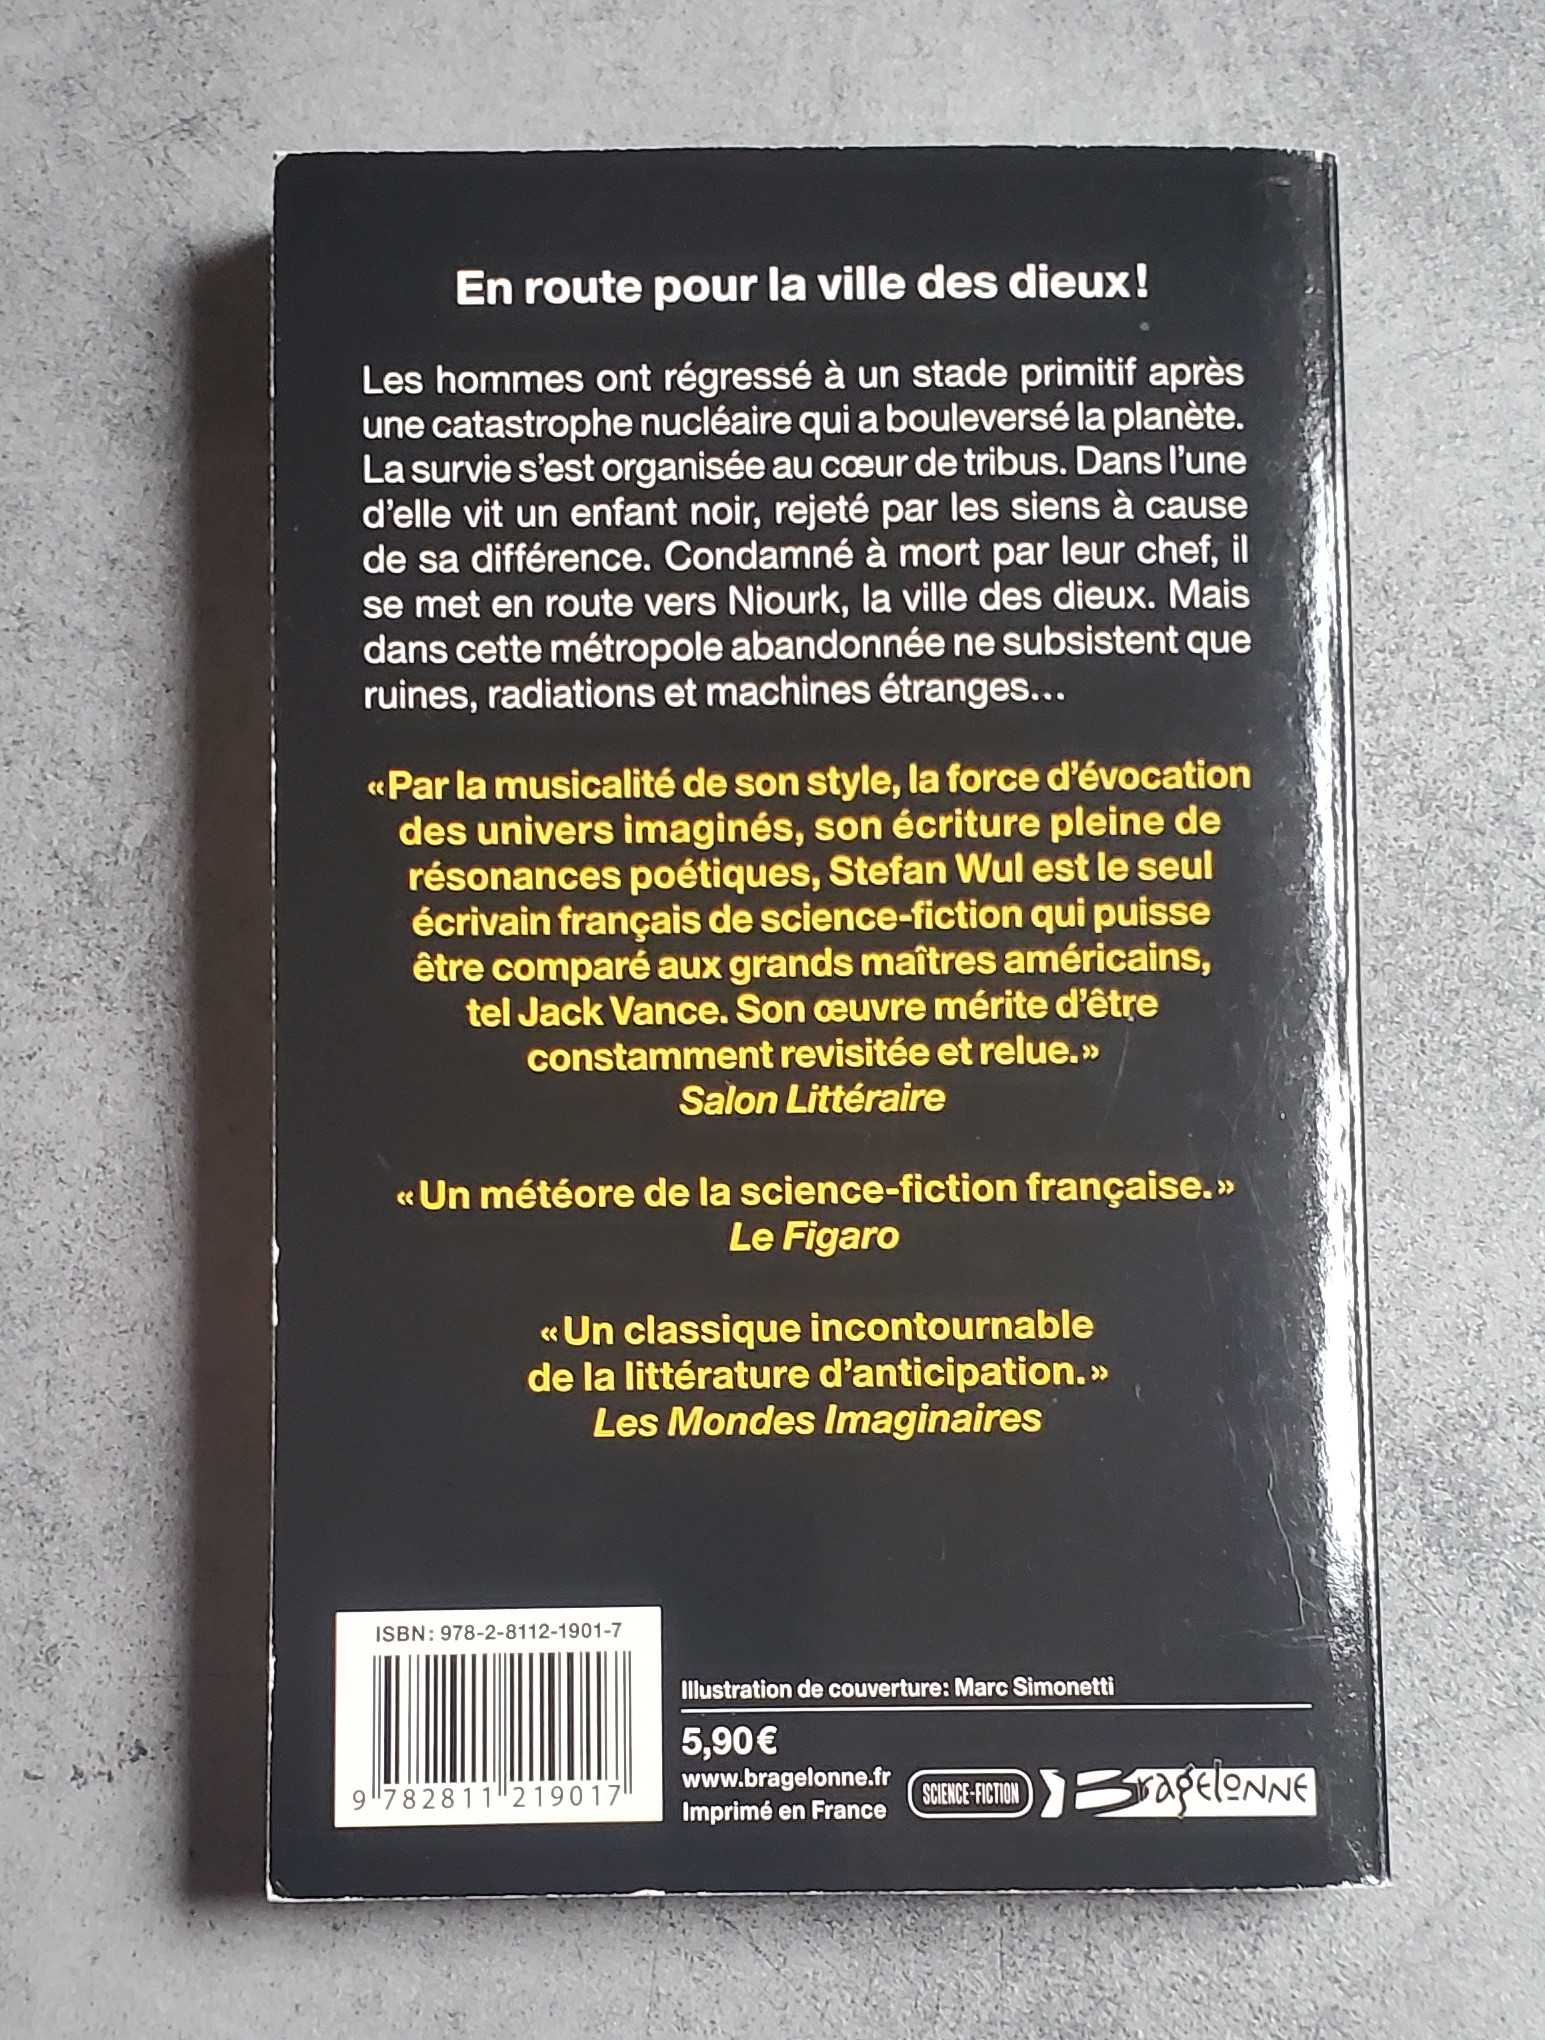 En route pour la ville des dieux !
Les hommes ont régressé à un stade primitif après
une catastrophe nucléaire qui a bouleversé la planète.
La survie s'est organisée au cœur de tribus. Dans l'une
d'elle vit un enfant noir, rejeté par les siens à cause
de sa différence. Condamné à mort par leur chef, il
se met en route vers Niourk, la ville des dieux. Mais
dans cette métropole abandonnée ne subsistent que
ruines, radiations et machines étranges…
« Par la musicalité de son style, la force d'évocation
des univers imaginés, son écriture pleine de
résonances poétiques, Stefan Wul est le seul
écrivain français de science-fiction qui puisse
être comparé aux grands maîtres américains,
tel Jack Vance. Son œuvre mérite d'être
constamment revisitée et relue. »
Salon Littéraire
« Un météore de la science-fiction française. »
Le Figaro
« Un classique incontournable
de la littérature d'anticipation. »
Les Mondes Imaginaires
ISBN : 978-2-8112-1901-7
9 782811 219017
Illustration de couverture : Marc Simonetti
5,90 €
www.bragelonne.fr
Imprimé en France
SCIENCE-FICTION
BRAGELONNE